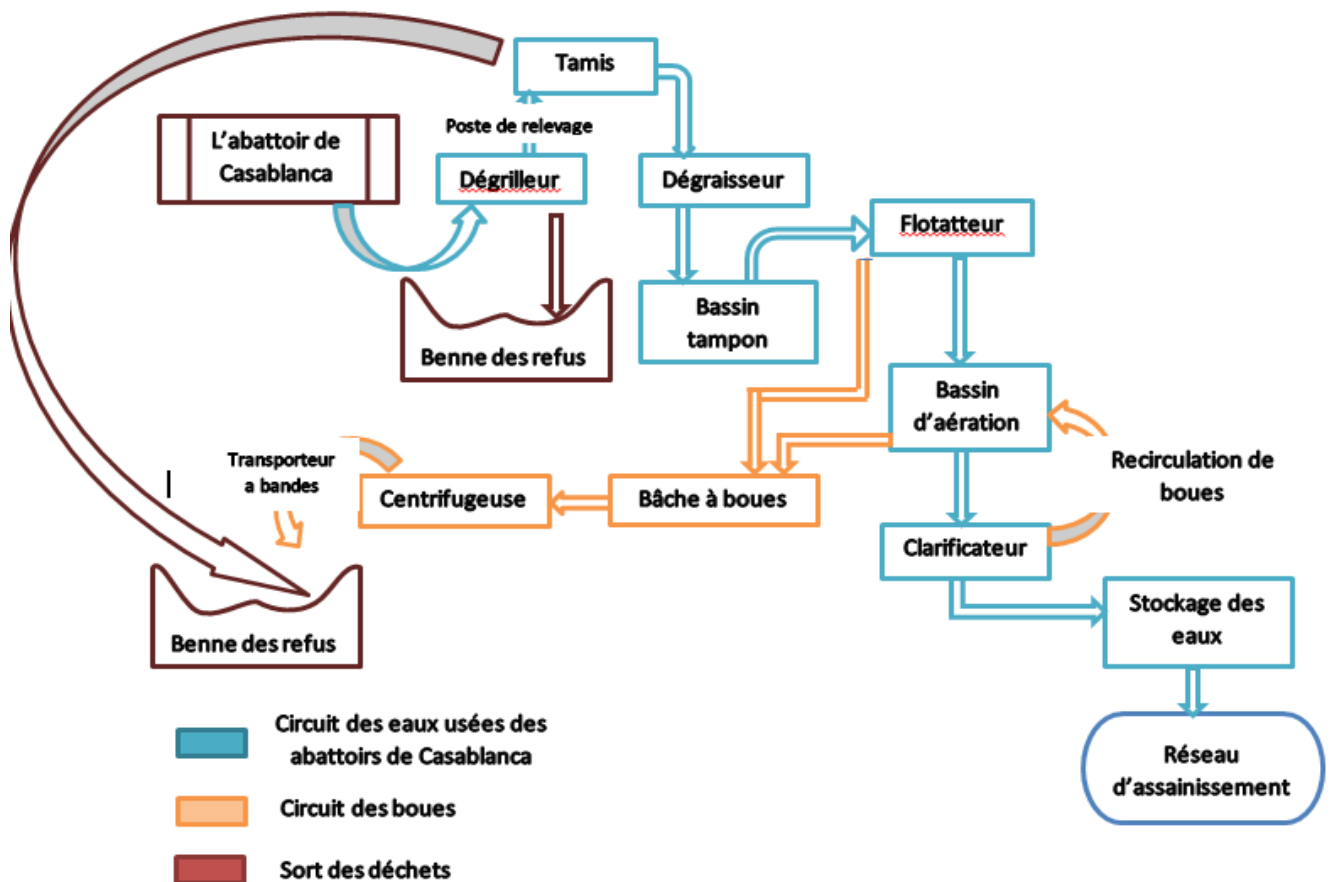 Tamis
Poste de relevage
L'abattoir de
Casablanca
Dégrilleur
Dégraisseur
Flotatteur
Bassin
tampon
Benne des refus
Bassin
d'aération
Recirculation de
boues
Transporteur
a bandes
Centrifugeuse
Bâche à boues
Clarificateur
Stockage des
eaux
Benne des refus
Réseau
d'assainissement
Circuit des eaux usées des
abattoirs de Casablanca
Circuit des boues
Sort des déchets